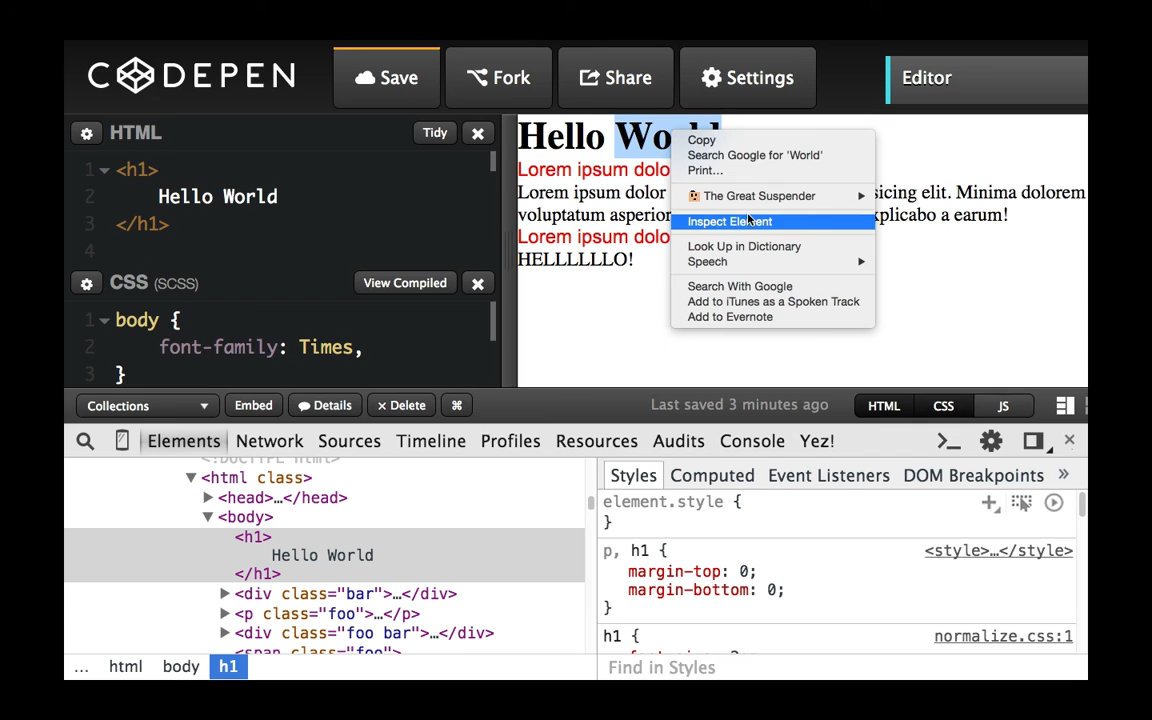 CODEPEN
Save
Fork
Share
Settings
Editor
HTML
Tidy
1 <h1>
2 Hello World
3 </h1>
4
CSS (SCSS)
View Compiled
1 body {
2 font-family: Times,
3 }
Hello World
Lorem ipsum dolo
Lorem ipsum dolor sicing elit. Minima dolorem
voluptatum asperior xplicabo a earum!
Lorem ipsum dolo
HELLLLLLO!
Copy
Search Google for 'World'
Print...
The Great Suspender
Inspect Element
Look Up in Dictionary
Speech
Search With Google
Add to iTunes as a Spoken Track
Add to Evernote
Collections
Embed
Details
× Delete
⌘
Last saved 3 minutes ago
HTML
CSS
JS
Elements
Network
Sources
Timeline
Profiles
Resources
Audits
Console
Yez!
<!DOCTYPE html>
<html class>
<head>…</head>
<body>
<h1>
Hello World
</h1>
<div class="bar">…</div>
<p class="foo">…</p>
<div class="foo bar">…</div>
<span class="foo">
... html body h1
Styles
Computed
Event Listeners
DOM Breakpoints
»
element.style {
}
p, h1 { <style>…</style>
margin-top: 0;
margin-bottom: 0;
}
h1 { normalize.css:1
Find in Styles